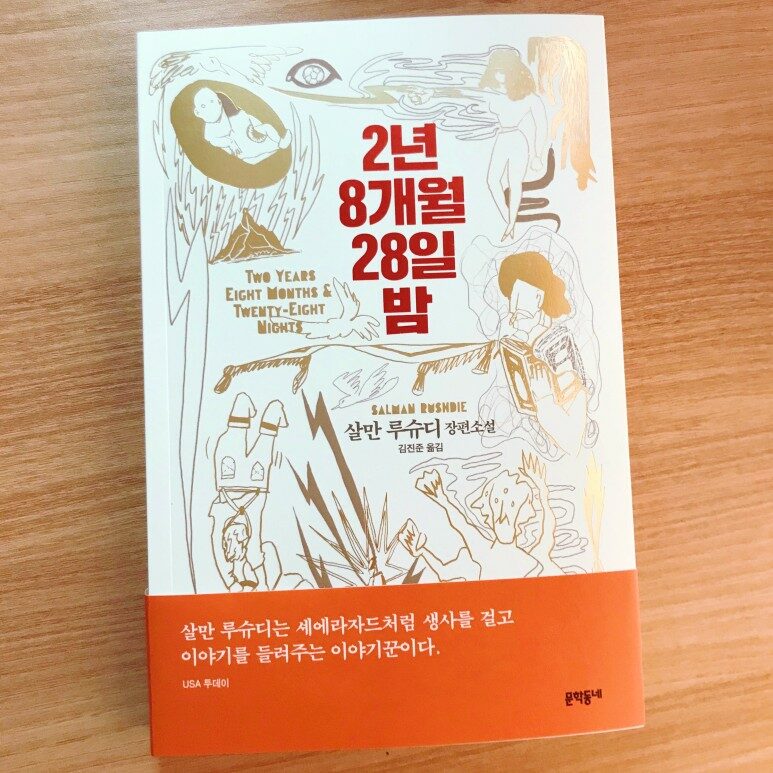 2년
8개월
28일
밤
TWO YEARS
EIGHT MONTHS &
TWENTY-EIGHT
NIGHTS
SALMAN RUSHDIE
살만 루슈디 장편소설
김진준 옮김
살만 루슈디는 셰에라자드처럼 생사를 걸고
이야기를 들려주는 이야기꾼이다.
USA 투데이
문학동네